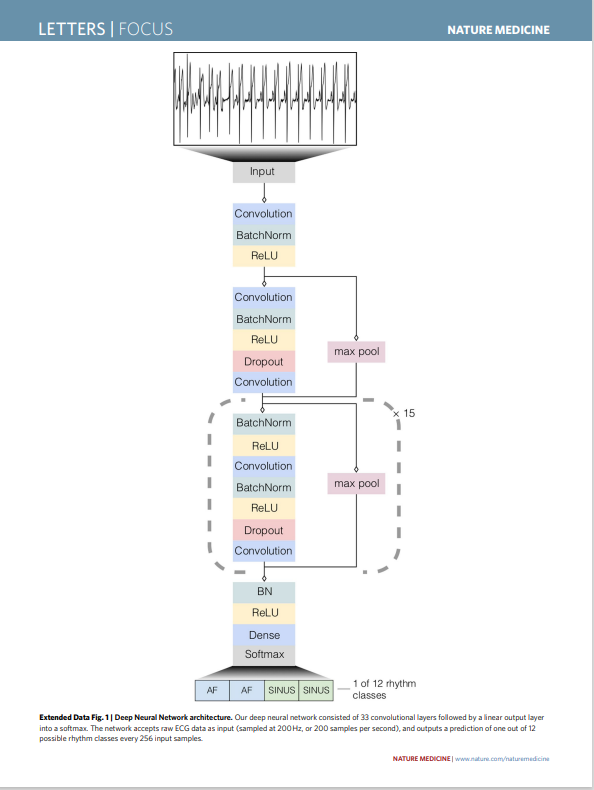 LETTERS | FOCUS
NATURE MEDICINE
Input
Convolution
BatchNorm
ReLU
Convolution
BatchNorm
ReLU
max pool
Dropout
Convolution
× 15
BatchNorm
ReLU
Convolution
BatchNorm
max pool
ReLU
Dropout
Convolution
BN
ReLU
Dense
Softmax
AF AF SINUS SINUS
1 of 12 rhythm
classes
Extended Data Fig. 1 | Deep Neural Network architecture. Our deep neural network consisted of 33 convolutional layers followed by a linear output layer
into a softmax. The network accepts raw ECG data as input (sampled at 200 Hz, or 200 samples per second), and outputs a prediction of one out of 12
possible rhythm classes every 256 input samples.
NATURE MEDICINE | www.nature.com/naturemedicine